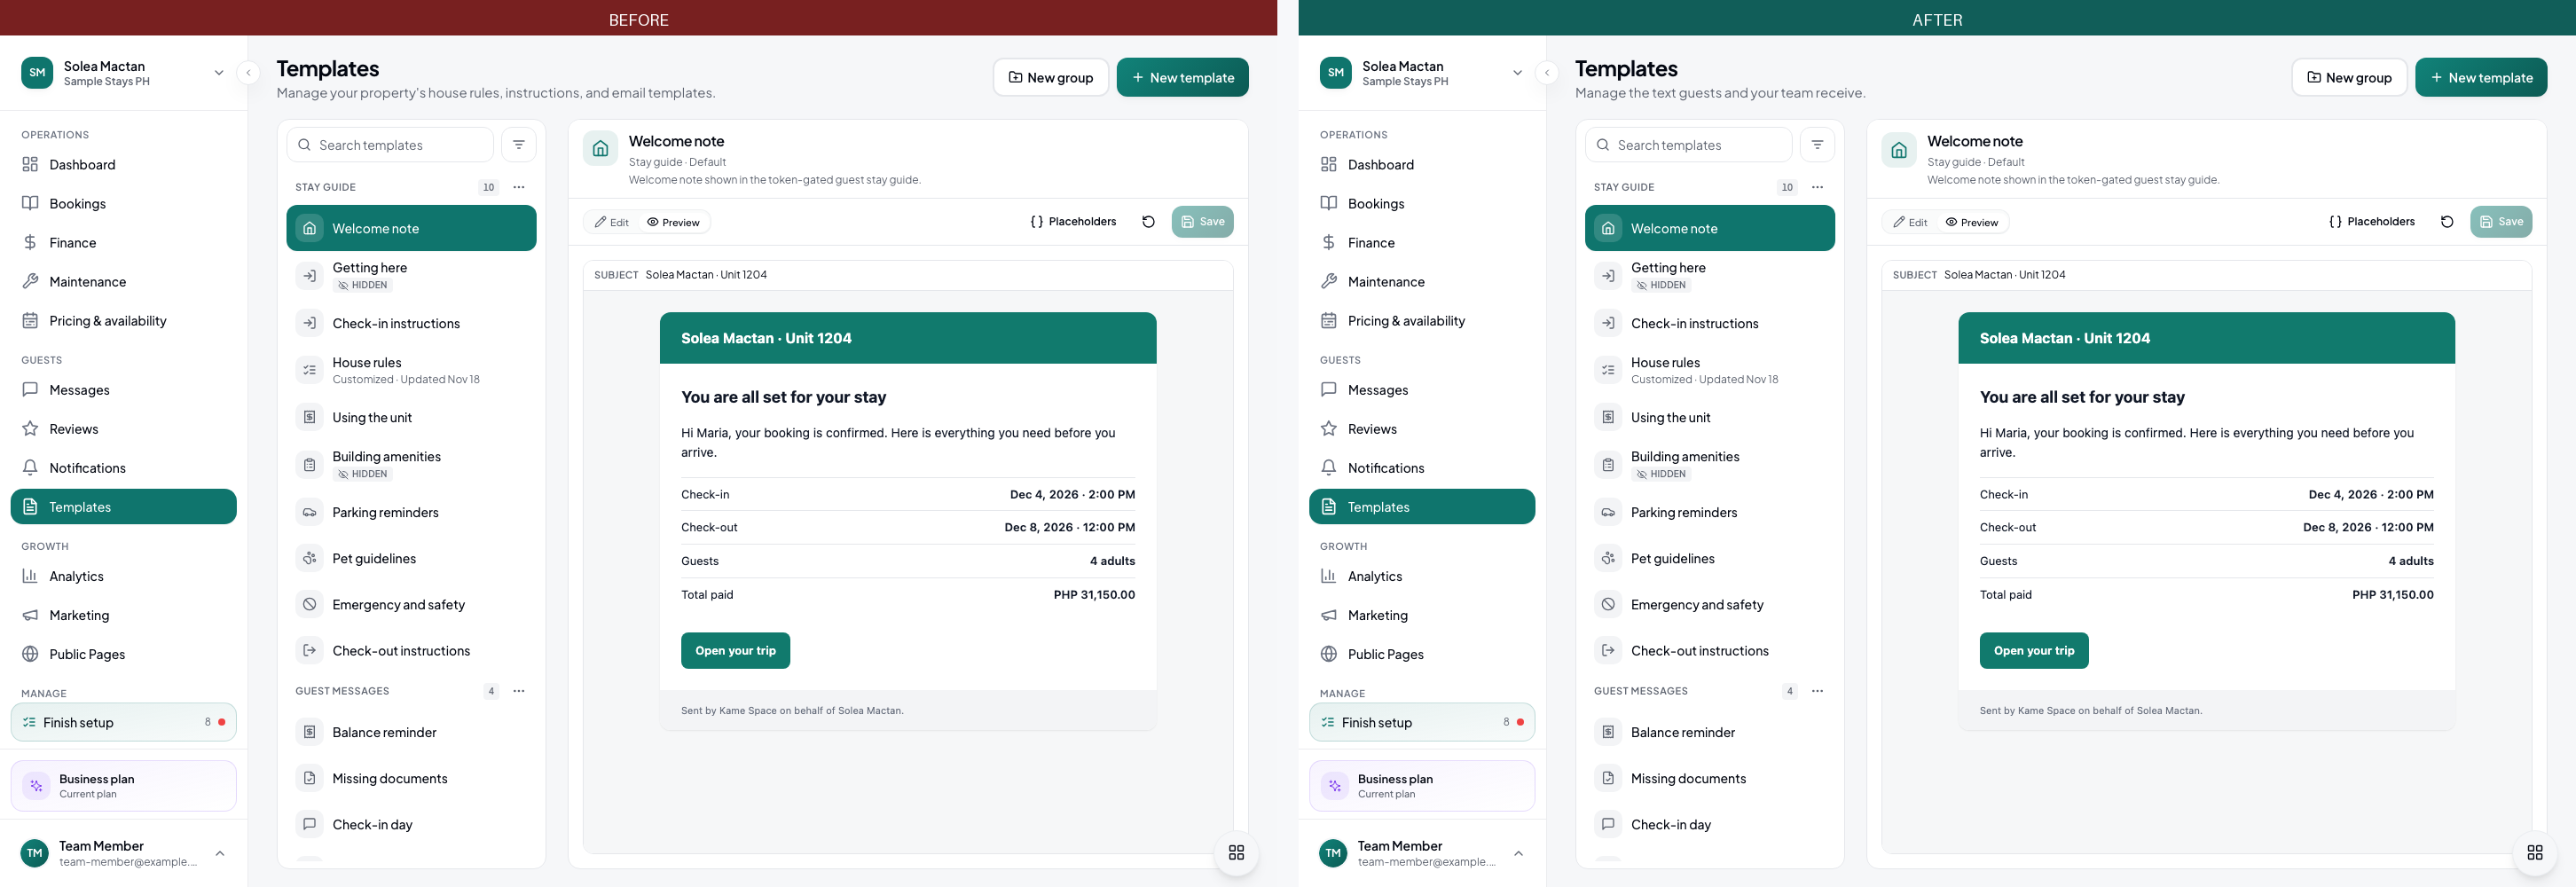 BEFORE
SM
Solea Mactan
Sample Stays PH
OPERATIONS
Dashboard
Bookings
Finance
Maintenance
Pricing & availability
GUESTS
Messages
Reviews
Notifications
Templates
GROWTH
Analytics
Marketing
Public Pages
MANAGE
Finish setup 8
Business plan
Current plan
TM
Team Member
team-member@example....
Templates
Manage your property's house rules, instructions, and email templates.
New group
New template
Search templates
STAY GUIDE 10
Welcome note
Getting here
HIDDEN
Check-in instructions
House rules
Customized · Updated Nov 18
Using the unit
Building amenities
HIDDEN
Parking reminders
Pet guidelines
Emergency and safety
Check-out instructions
GUEST MESSAGES 4
Balance reminder
Missing documents
Check-in day
Welcome note
Stay guide · Default
Welcome note shown in the token-gated guest stay guide.
Edit
Preview
{ } Placeholders
Save
SUBJECT Solea Mactan · Unit 1204
Solea Mactan · Unit 1204
You are all set for your stay
Hi Maria, your booking is confirmed. Here is everything you need before you
arrive.
Check-in Dec 4, 2026 · 2:00 PM
Check-out Dec 8, 2026 · 12:00 PM
Guests 4 adults
Total paid PHP 31,150.00
Open your trip
Sent by Kame Space on behalf of Solea Mactan.
AFTER
SM
Solea Mactan
Sample Stays PH
OPERATIONS
Dashboard
Bookings
Finance
Maintenance
Pricing & availability
GUESTS
Messages
Reviews
Notifications
Templates
GROWTH
Analytics
Marketing
Public Pages
MANAGE
Finish setup 8
Business plan
Current plan
TM
Team Member
team-member@example....
Templates
Manage the text guests and your team receive.
New group
New template
Search templates
STAY GUIDE 10
Welcome note
Getting here
HIDDEN
Check-in instructions
House rules
Customized · Updated Nov 18
Using the unit
Building amenities
HIDDEN
Parking reminders
Pet guidelines
Emergency and safety
Check-out instructions
GUEST MESSAGES 4
Balance reminder
Missing documents
Check-in day
Welcome note
Stay guide · Default
Welcome note shown in the token-gated guest stay guide.
Edit
Preview
{ } Placeholders
Save
SUBJECT Solea Mactan · Unit 1204
Solea Mactan · Unit 1204
You are all set for your stay
Hi Maria, your booking is confirmed. Here is everything you need before you
arrive.
Check-in Dec 4, 2026 · 2:00 PM
Check-out Dec 8, 2026 · 12:00 PM
Guests 4 adults
Total paid PHP 31,150.00
Open your trip
Sent by Kame Space on behalf of Solea Mactan.